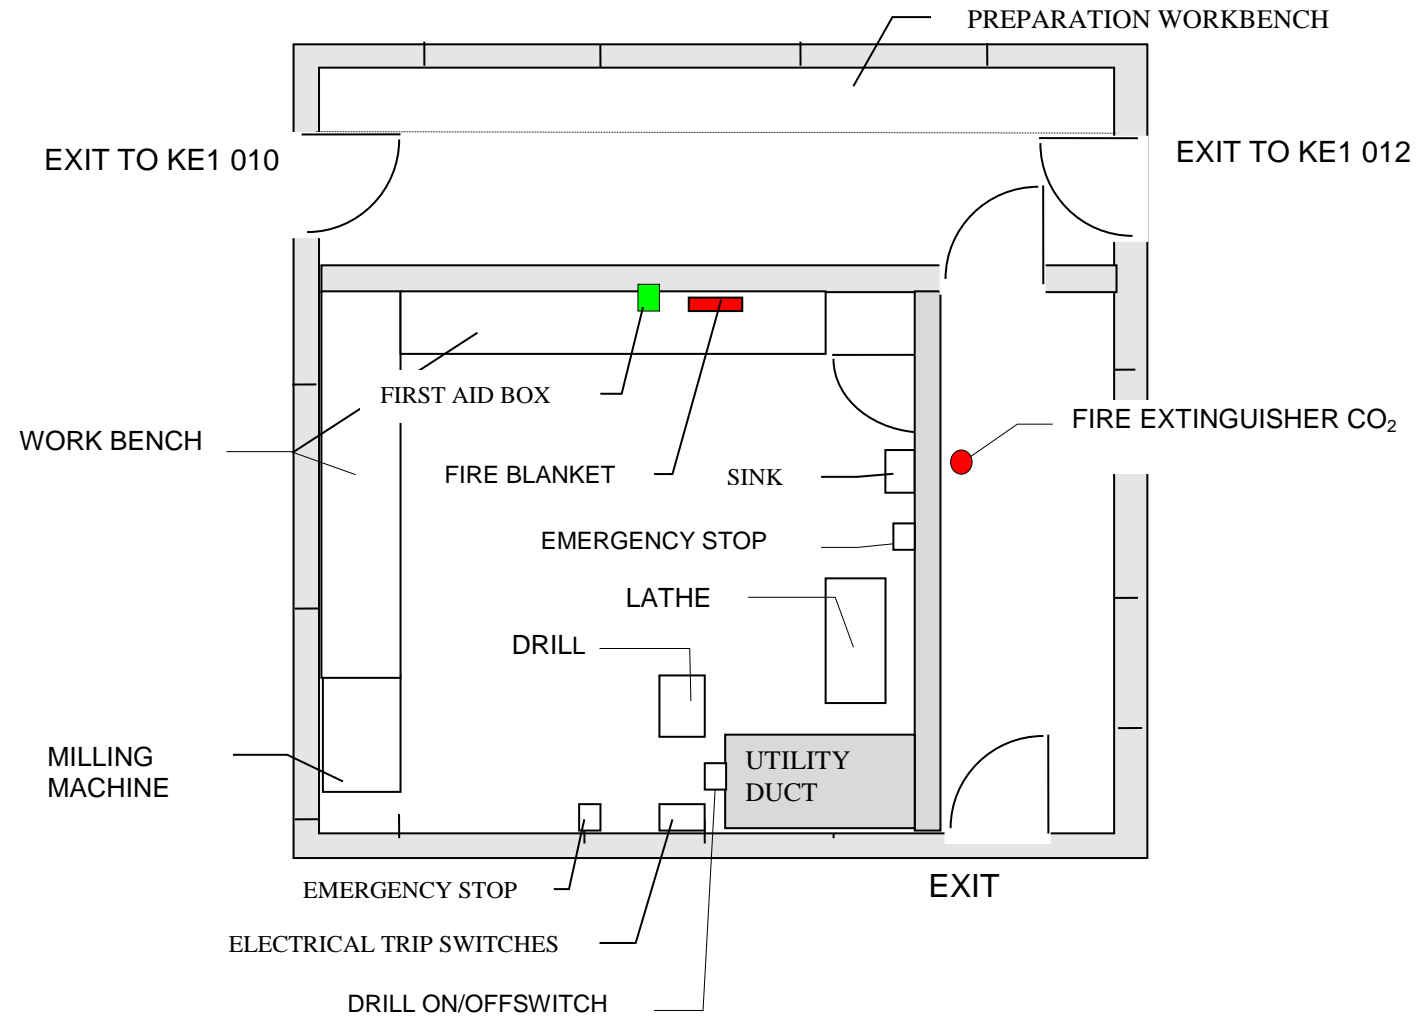 PREPARATION WORKBENCH
EXIT TO KE1 010
EXIT TO KE1 012
FIRST AID BOX
FIRE EXTINGUISHER CO₂
WORK BENCH
FIRE BLANKET
SINK
EMERGENCY STOP
LATHE
DRILL
MILLING
MACHINE
UTILITY
DUCT
EMERGENCY STOP
EXIT
ELECTRICAL TRIP SWITCHES
DRILL ON/OFFSWITCH